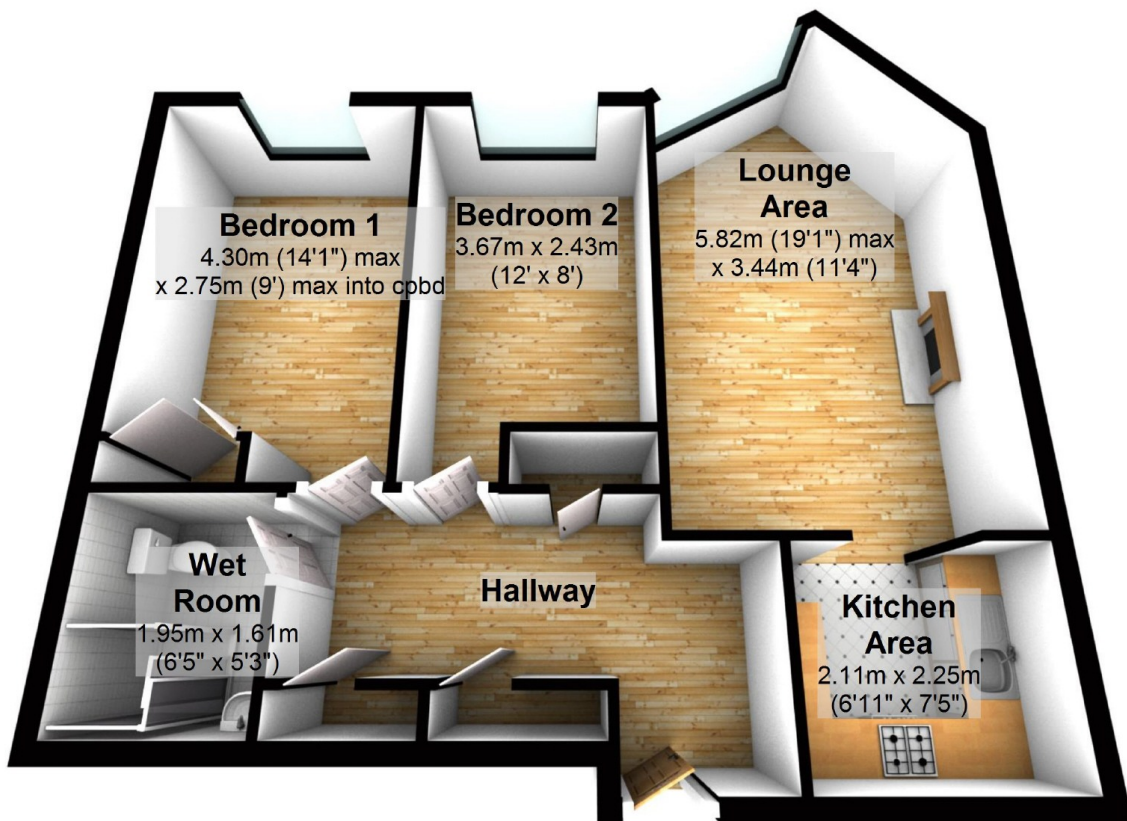 Bedroom 1
4.30m (14'1") max
x 2.75m (9') max into cpbd
Bedroom 2
3.67m x 2.43m
(12' x 8')
Lounge
Area
5.82m (19'1") max
x 3.44m (11'4")
Wet
Room
1.95m x 1.61m
(6'5" x 5'3")
Hallway
Kitchen
Area
2.11m x 2.25m
(6'11" x 7'5")